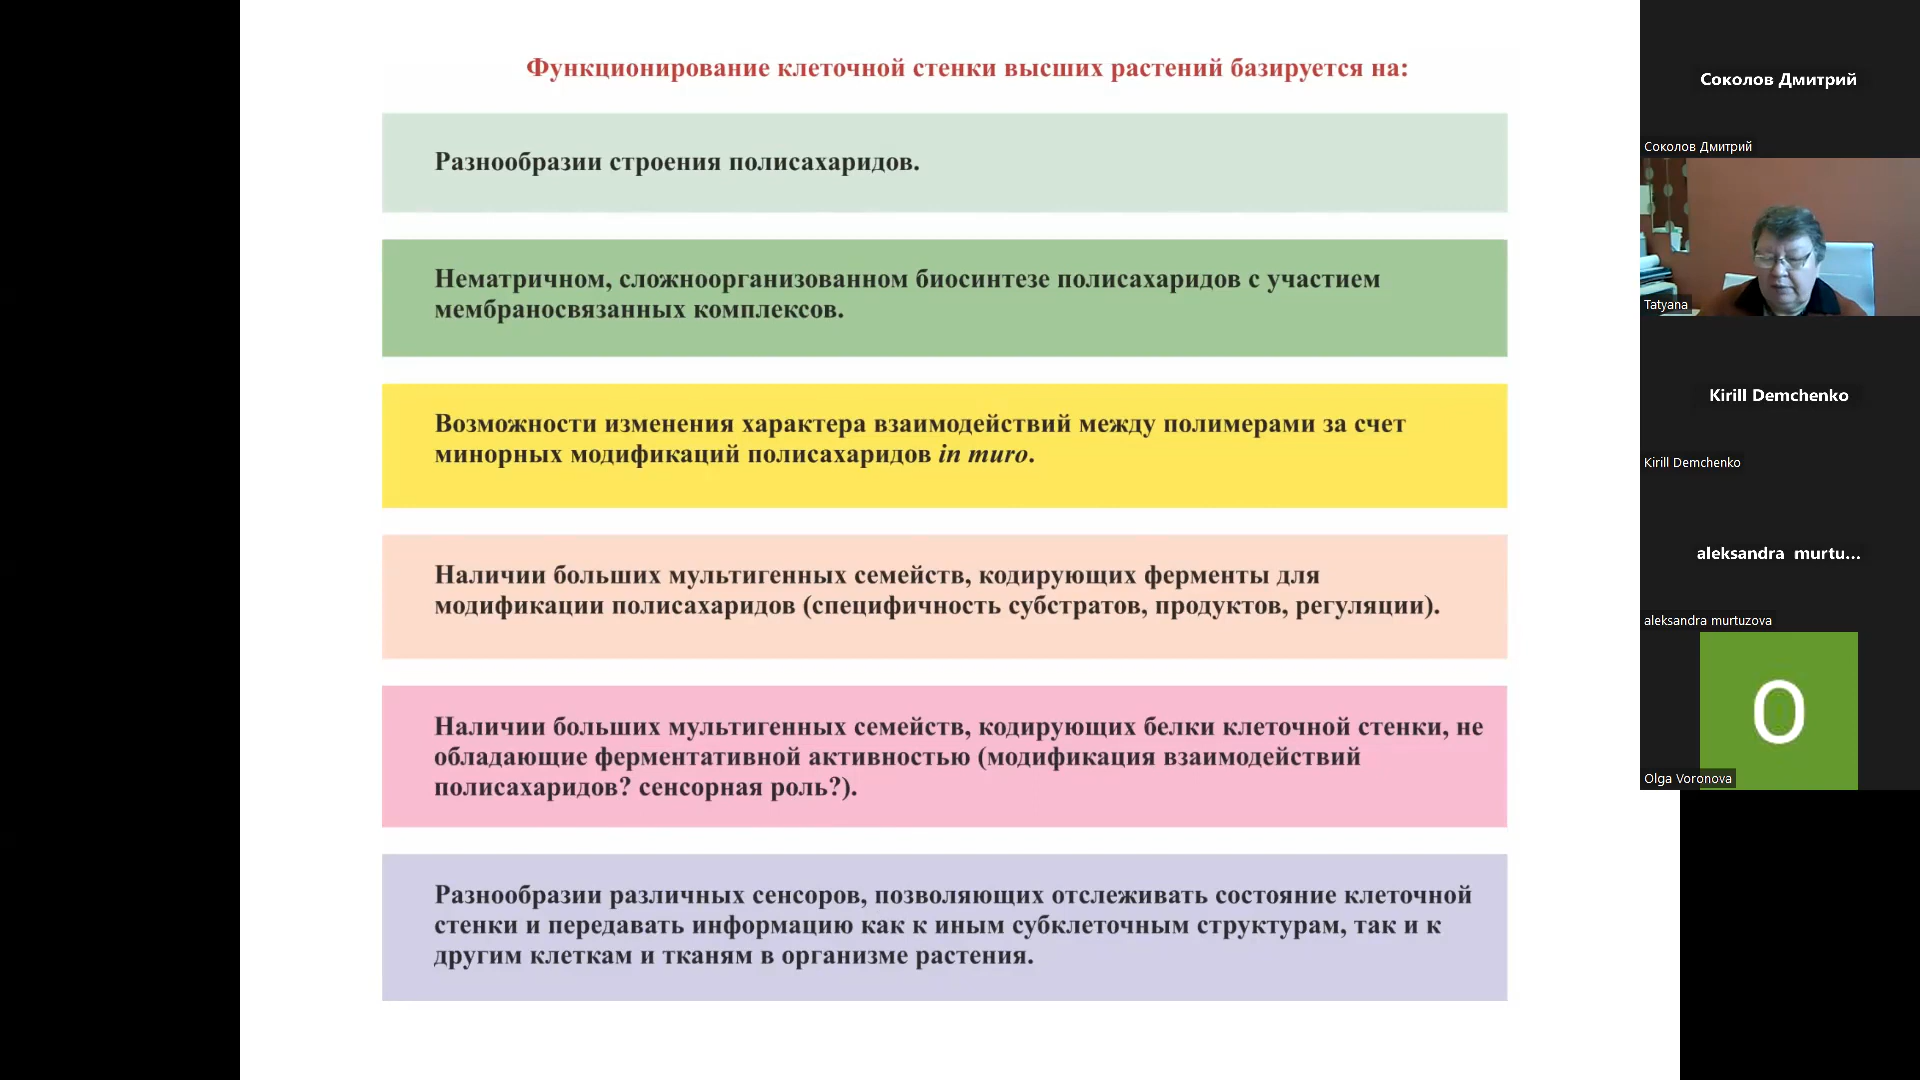 Функционирование клеточной стенки высших растений базируется на:
Разнообразии строения полисахаридов.
Нематричном, сложноорганизованном биосинтезе полисахаридов с участием
мембраносвязанных комплексов.
Возможности изменения характера взаимодействий между полимерами за счет
минорных модификаций полисахаридов in muro.
Наличии больших мультигенных семейств, кодирующих ферменты для
модификации полисахаридов (специфичность субстратов, продуктов, регуляции).
Наличии больших мультигенных семейств, кодирующих белки клеточной стенки, не
обладающие ферментативной активностью (модификация взаимодействий
полисахаридов? сенсорная роль?).
Разнообразии различных сенсоров, позволяющих отслеживать состояние клеточной
стенки и передавать информацию как к иным субклеточным структурам, так и к
другим клеткам и тканям в организме растения.
Соколов Дмитрий
Соколов Дмитрий
Tatyana
Kirill Demchenko
Kirill Demchenko
aleksandra murtu...
aleksandra murtuzova
O
Olga Voronova